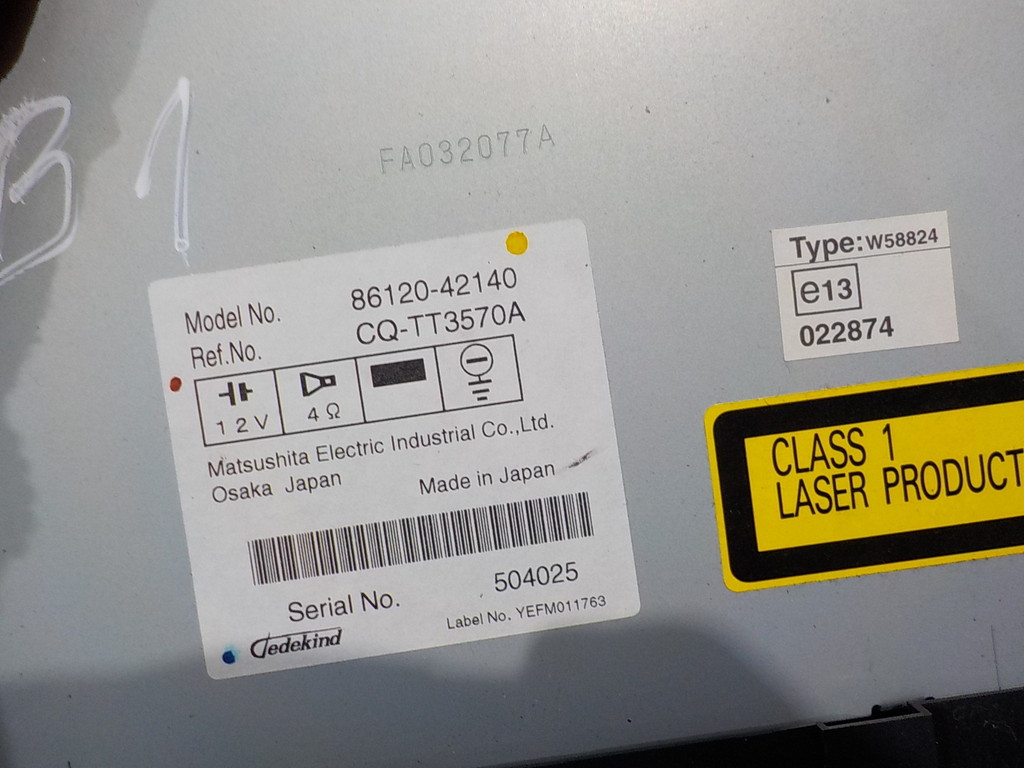 B1
FA032077A
Model No. 86120-42140
Ref.No. CQ-TT3570A
12V
4Ω
Matsushita Electric Industrial Co.,Ltd.
Osaka Japan Made in Japan
Serial No. 504025
Label No. YEFM011763
Dedekind
Type: W58824
e13
022874
CLASS 1
LASER PRODUCT